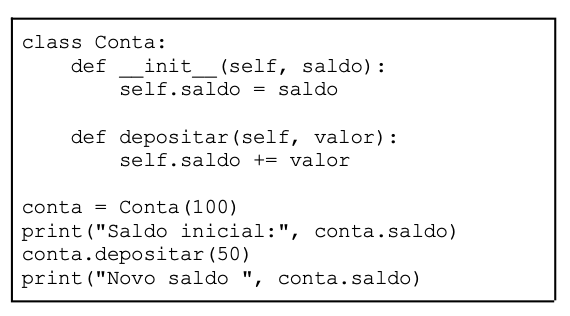 class Conta:
    def __init__(self, saldo):
        self.saldo = saldo

    def depositar(self, valor):
        self.saldo += valor

conta = Conta(100)
print("Saldo inicial:", conta.saldo)
conta.depositar(50)
print("Novo saldo ", conta.saldo)